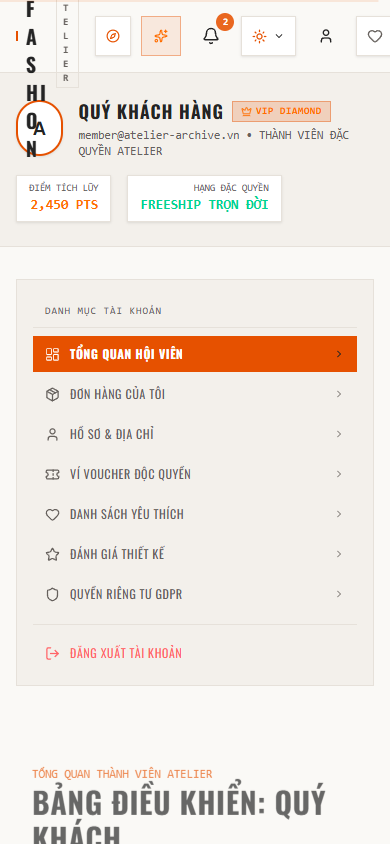 FASHION
ATELIER
2
A
QUÝ KHÁCH HÀNG
VIP DIAMOND
member@atelier-archive.vn • THÀNH VIÊN ĐẶC
QUYỀN ATELIER
ĐIỂM TÍCH LŨY
2,450 PTS
HẠNG ĐẶC QUYỀN
FREESHIP TRỌN ĐỜI
DANH MỤC TÀI KHOẢN
TỔNG QUAN HỘI VIÊN
ĐƠN HÀNG CỦA TÔI
HỒ SƠ & ĐỊA CHỈ
VÍ VOUCHER ĐỘC QUYỀN
DANH SÁCH YÊU THÍCH
ĐÁNH GIÁ THIẾT KẾ
QUYỀN RIÊNG TƯ GDPR
ĐĂNG XUẤT TÀI KHOẢN
TỔNG QUAN THÀNH VIÊN ATELIER
BẢNG ĐIỀU KHIỂN: QUÝ
KHÁCH